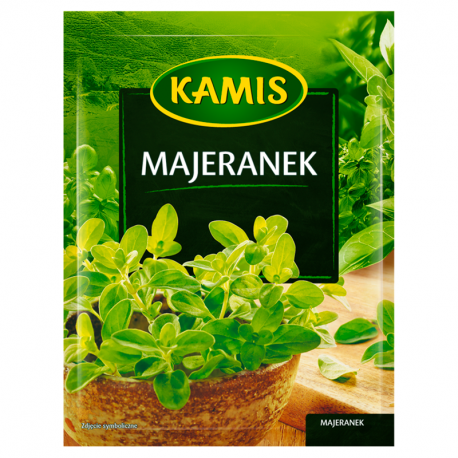 KAMIS
MAJERANEK
Zdjęcie symboliczne
MAJERANEK